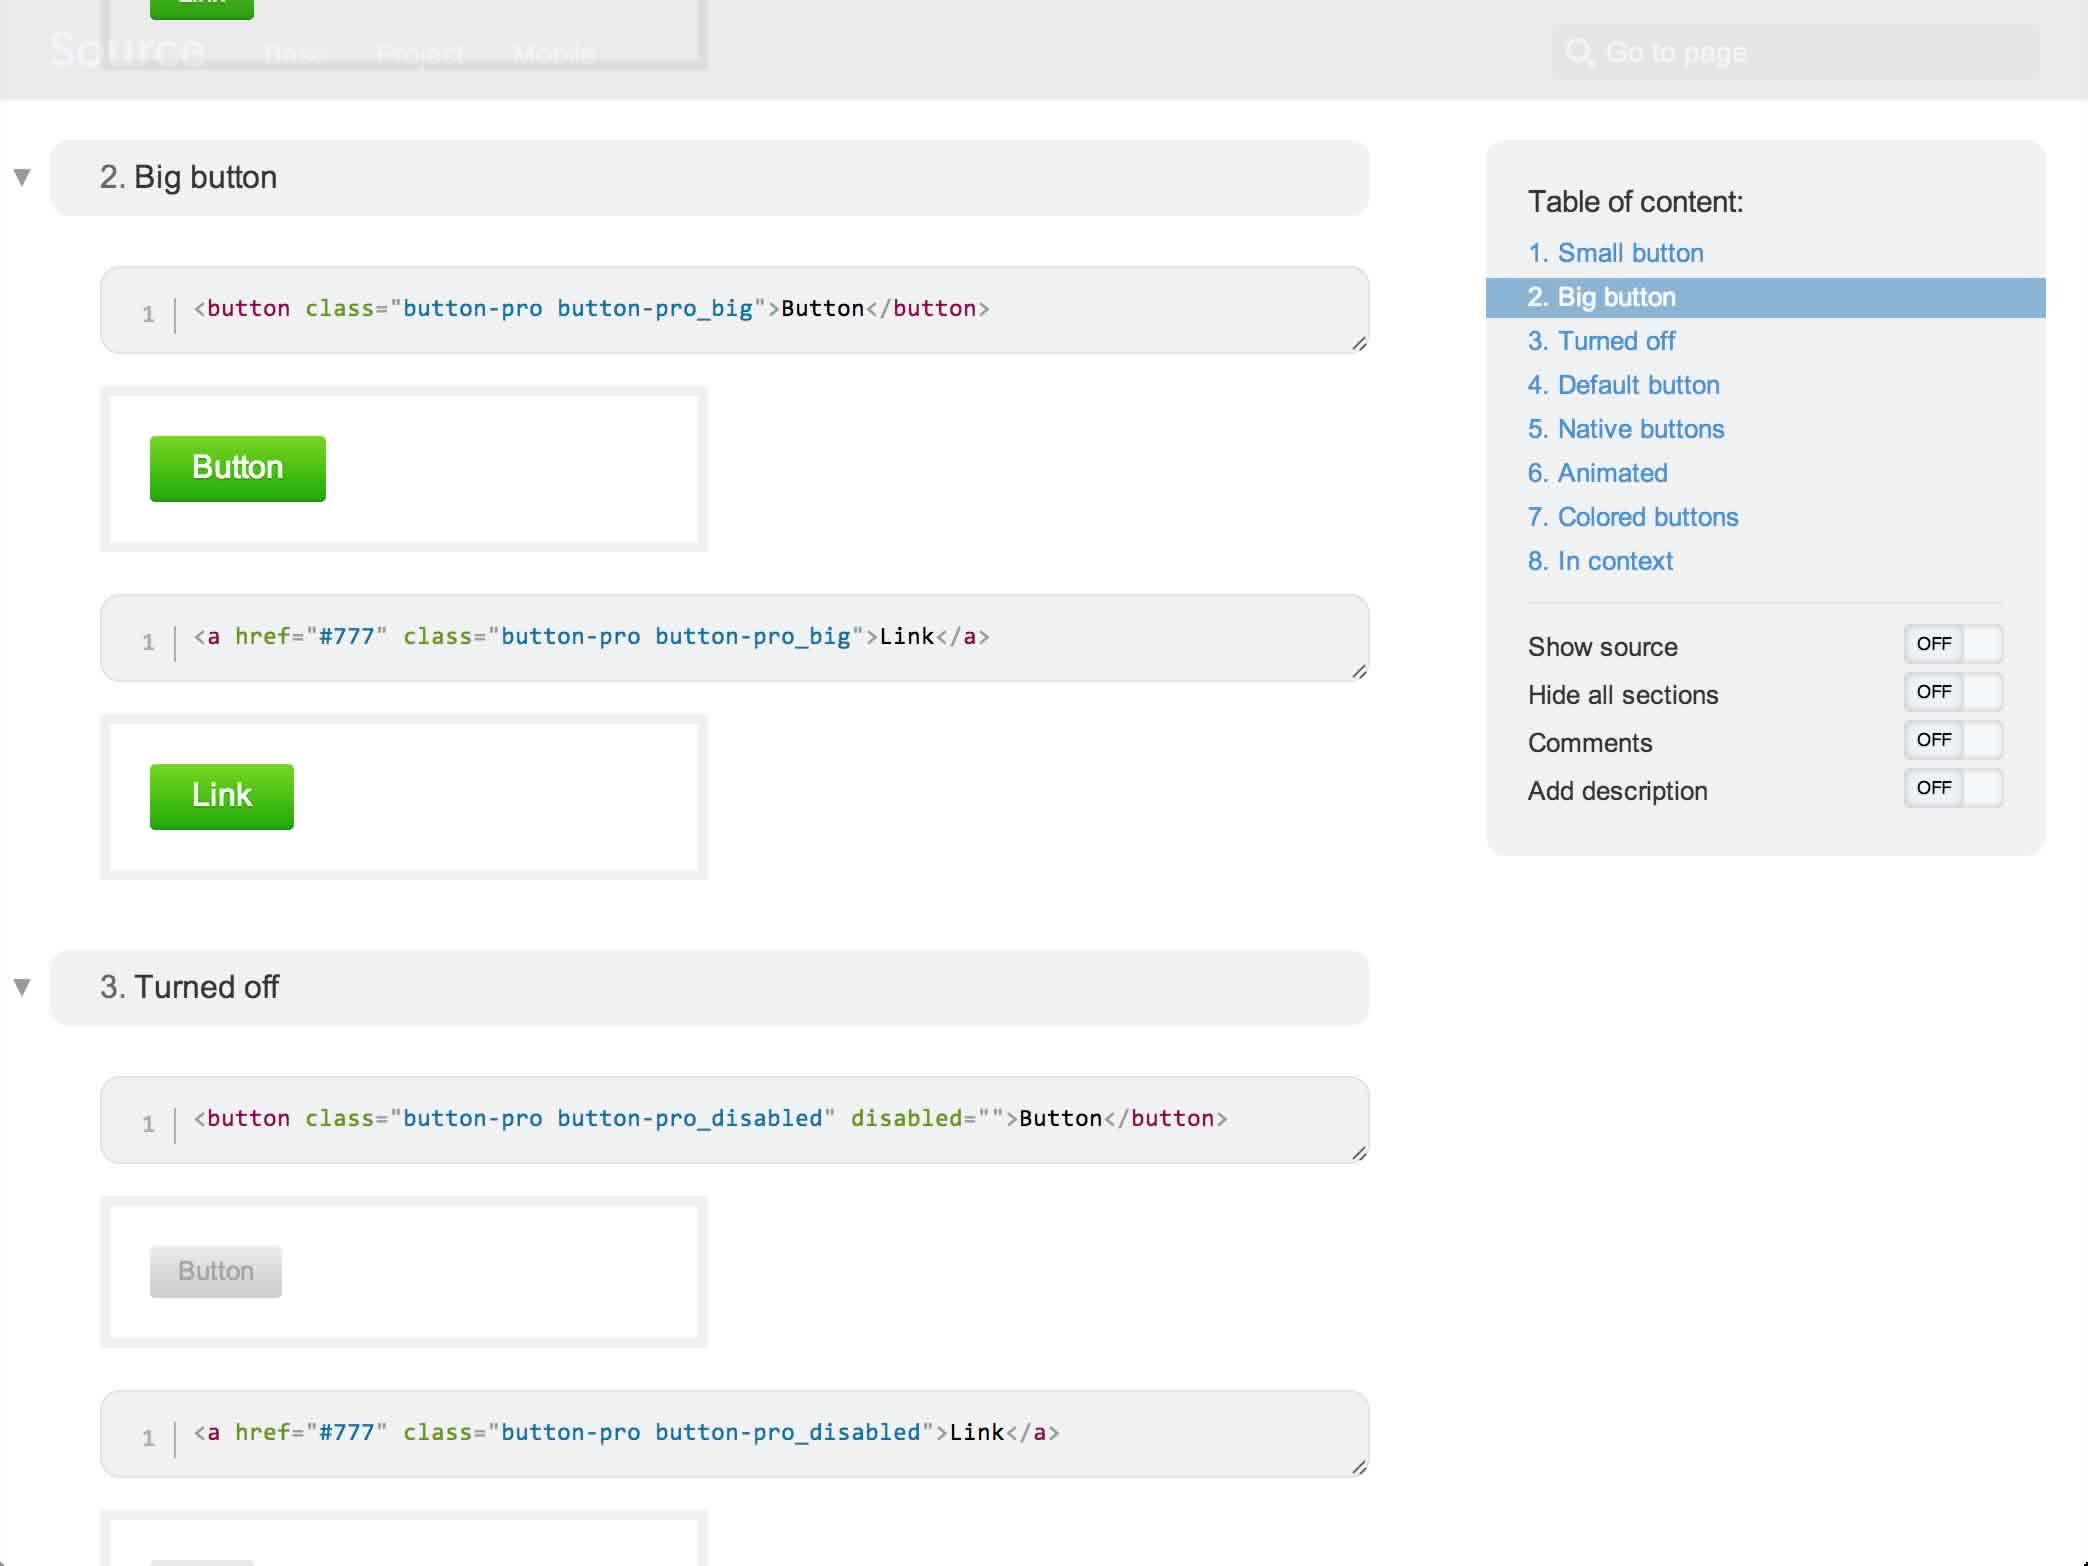 Link
Source Base Project Mobile
Go to page
2. Big button
1 <button class="button-pro button-pro_big">Button</button>
Button
1 <a href="#777" class="button-pro button-pro_big">Link</a>
Link
3. Turned off
1 <button class="button-pro button-pro_disabled" disabled="">Button</button>
Button
1 <a href="#777" class="button-pro button-pro_disabled">Link</a>
Table of content:
1. Small button
2. Big button
3. Turned off
4. Default button
5. Native buttons
6. Animated
7. Colored buttons
8. In context
Show source OFF
Hide all sections OFF
Comments OFF
Add description OFF